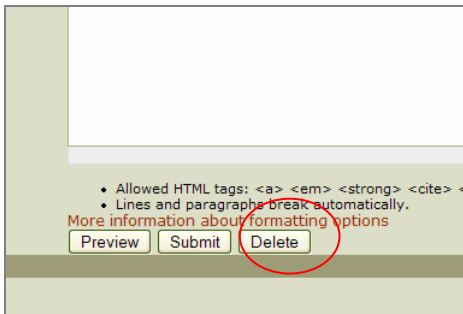 • Allowed HTML tags: <a> <em> <strong> <cite> <
• Lines and paragraphs break automatically.
More information about formatting options
Preview Submit Delete